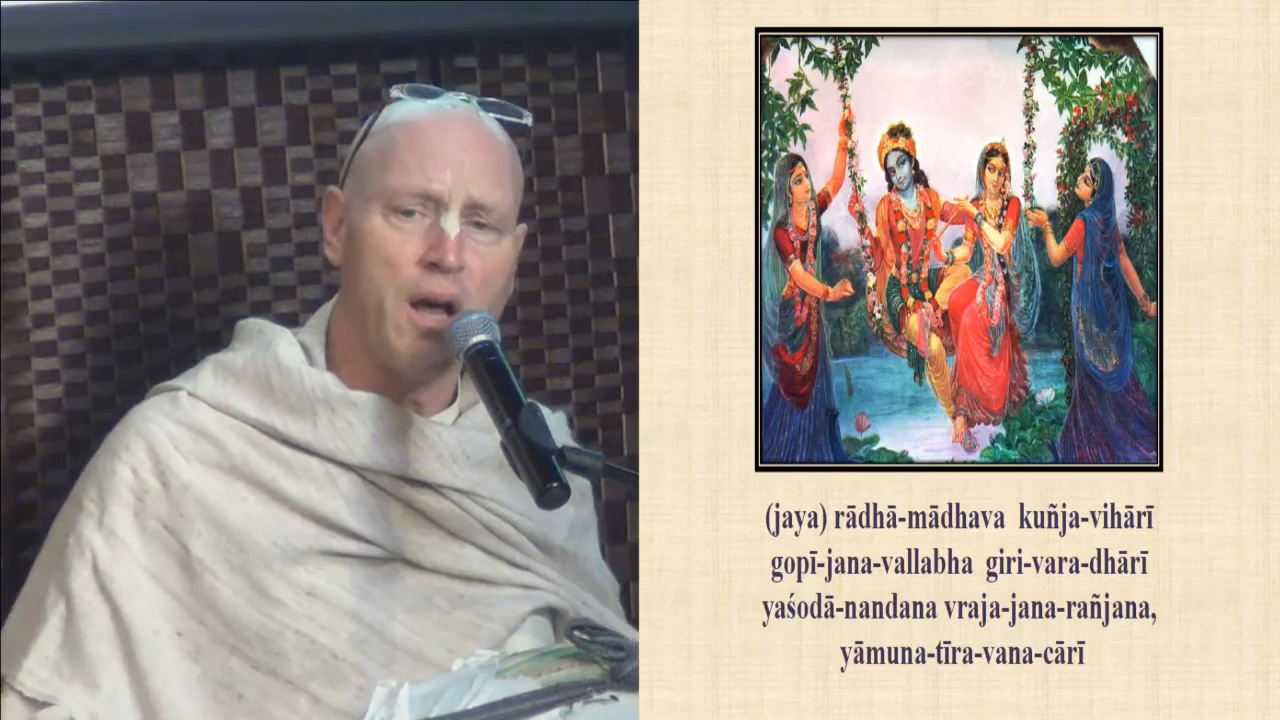 (jaya) rādhā-mādhava kuñja-vihārī
gopī-jana-vallabha giri-vara-dhārī
yaśodā-nandana vraja-jana-rañjana,
yāmuna-tīra-vana-cārī